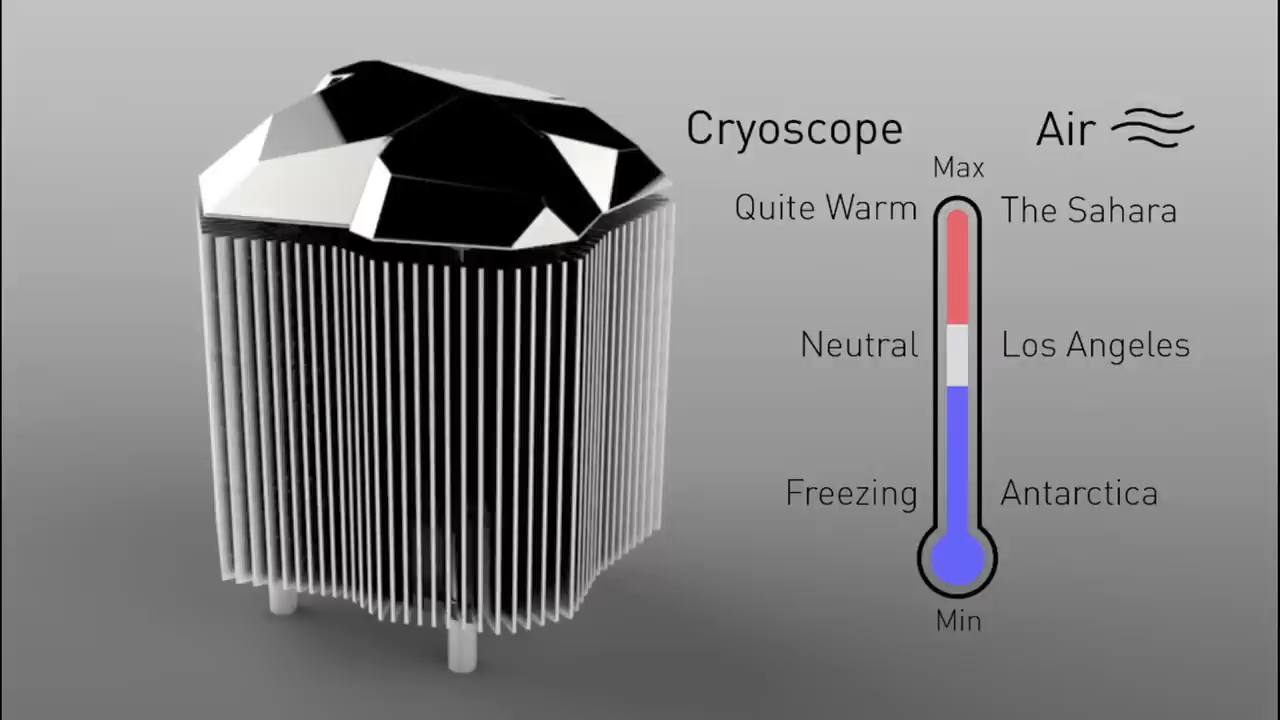 Cryoscope Air
Max
Quite Warm The Sahara
Neutral Los Angeles
Freezing Antarctica
Min